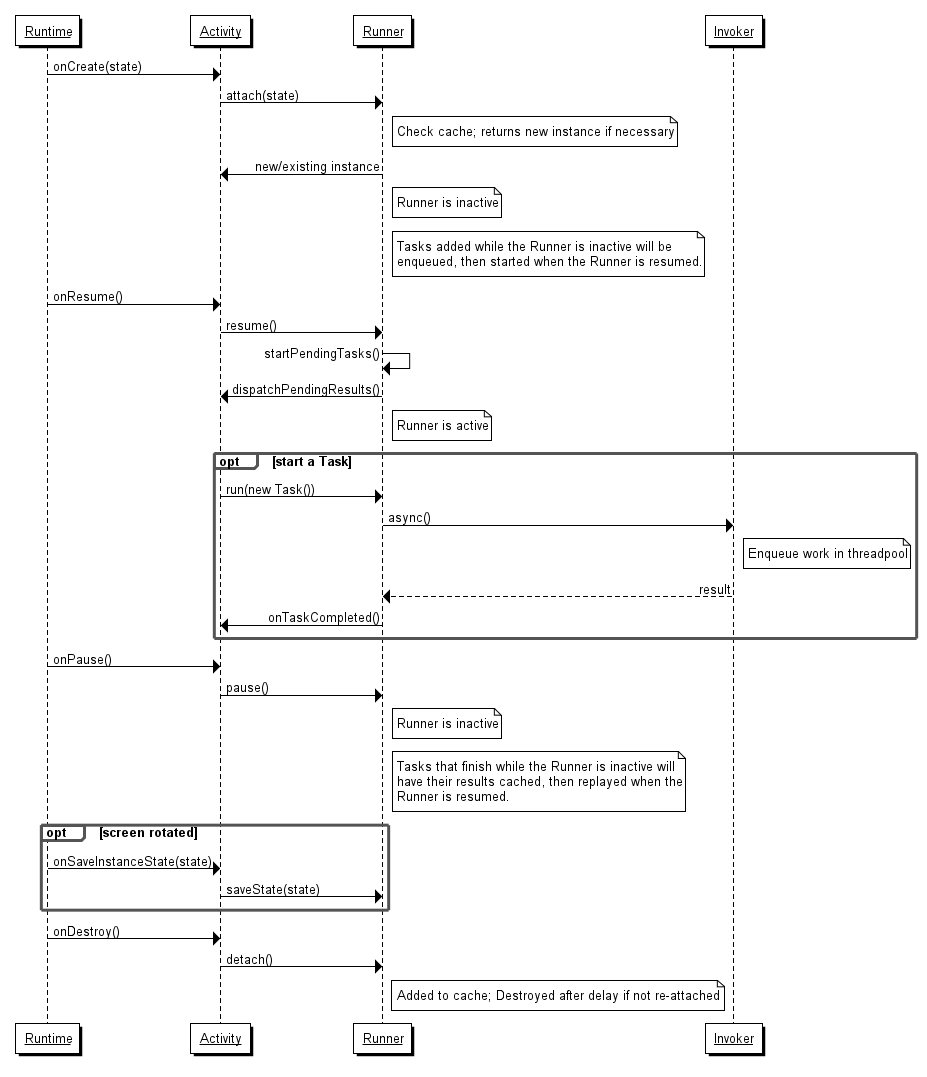 Runtime
Activity
Runner
Invoker
onCreate(state)
attach(state)
Check cache; returns new instance if necessary
new/existing instance
Runner is inactive
Tasks added while the Runner is inactive will be
enqueued, then started when the Runner is resumed.
onResume()
resume()
startPendingTasks()
dispatchPendingResults()
Runner is active
opt [start a Task]
run(new Task())
async()
Enqueue work in threadpool
result
onTaskCompleted()
onPause()
pause()
Runner is inactive
Tasks that finish while the Runner is inactive will
have their results cached, then replayed when the
Runner is resumed.
opt [screen rotated]
onSaveInstanceState(state)
saveState(state)
onDestroy()
detach()
Added to cache; Destroyed after delay if not re-attached
Runtime
Activity
Runner
Invoker